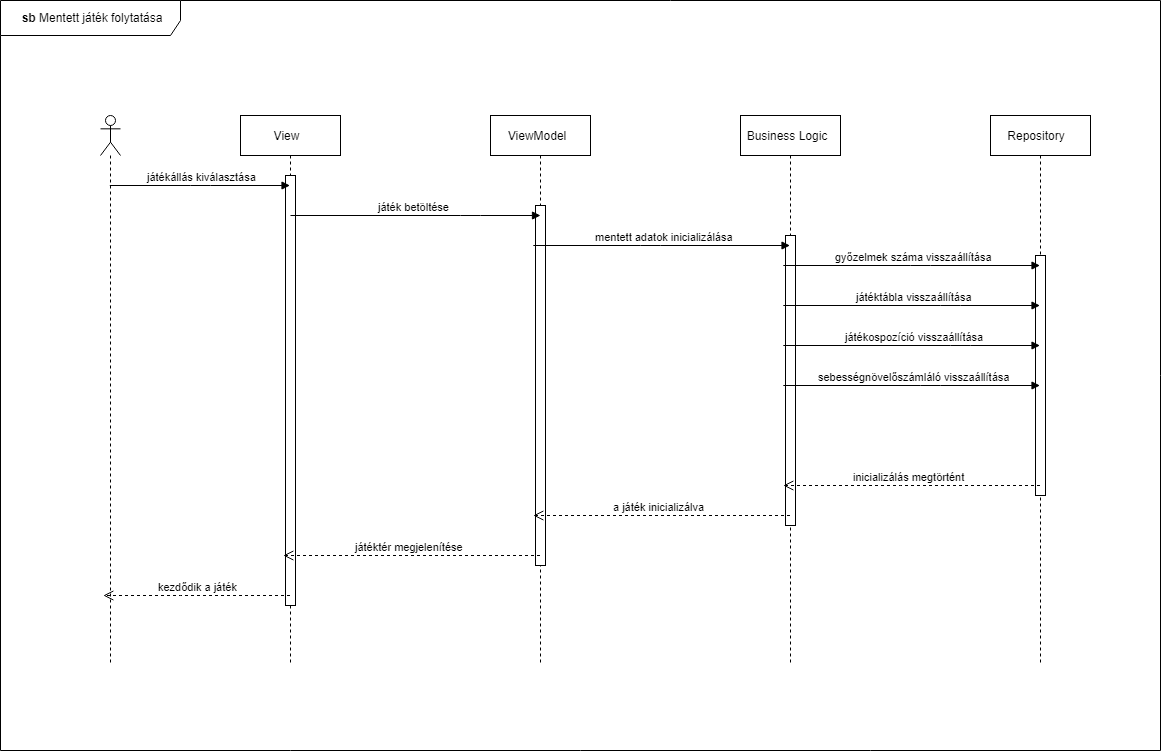 sb Mentett játék folytatása
View
ViewModel
Business Logic
Repository
játékállás kiválasztása
játék betöltése
mentett adatok inicializálása
győzelmek száma visszaállítása
játéktábla visszaállítása
játékospozíció visszaállítása
sebességnövelőszámláló visszaállítása
inicializálás megtörtént
a játék inicializálva
játéktér megjelenítése
kezdődik a játék